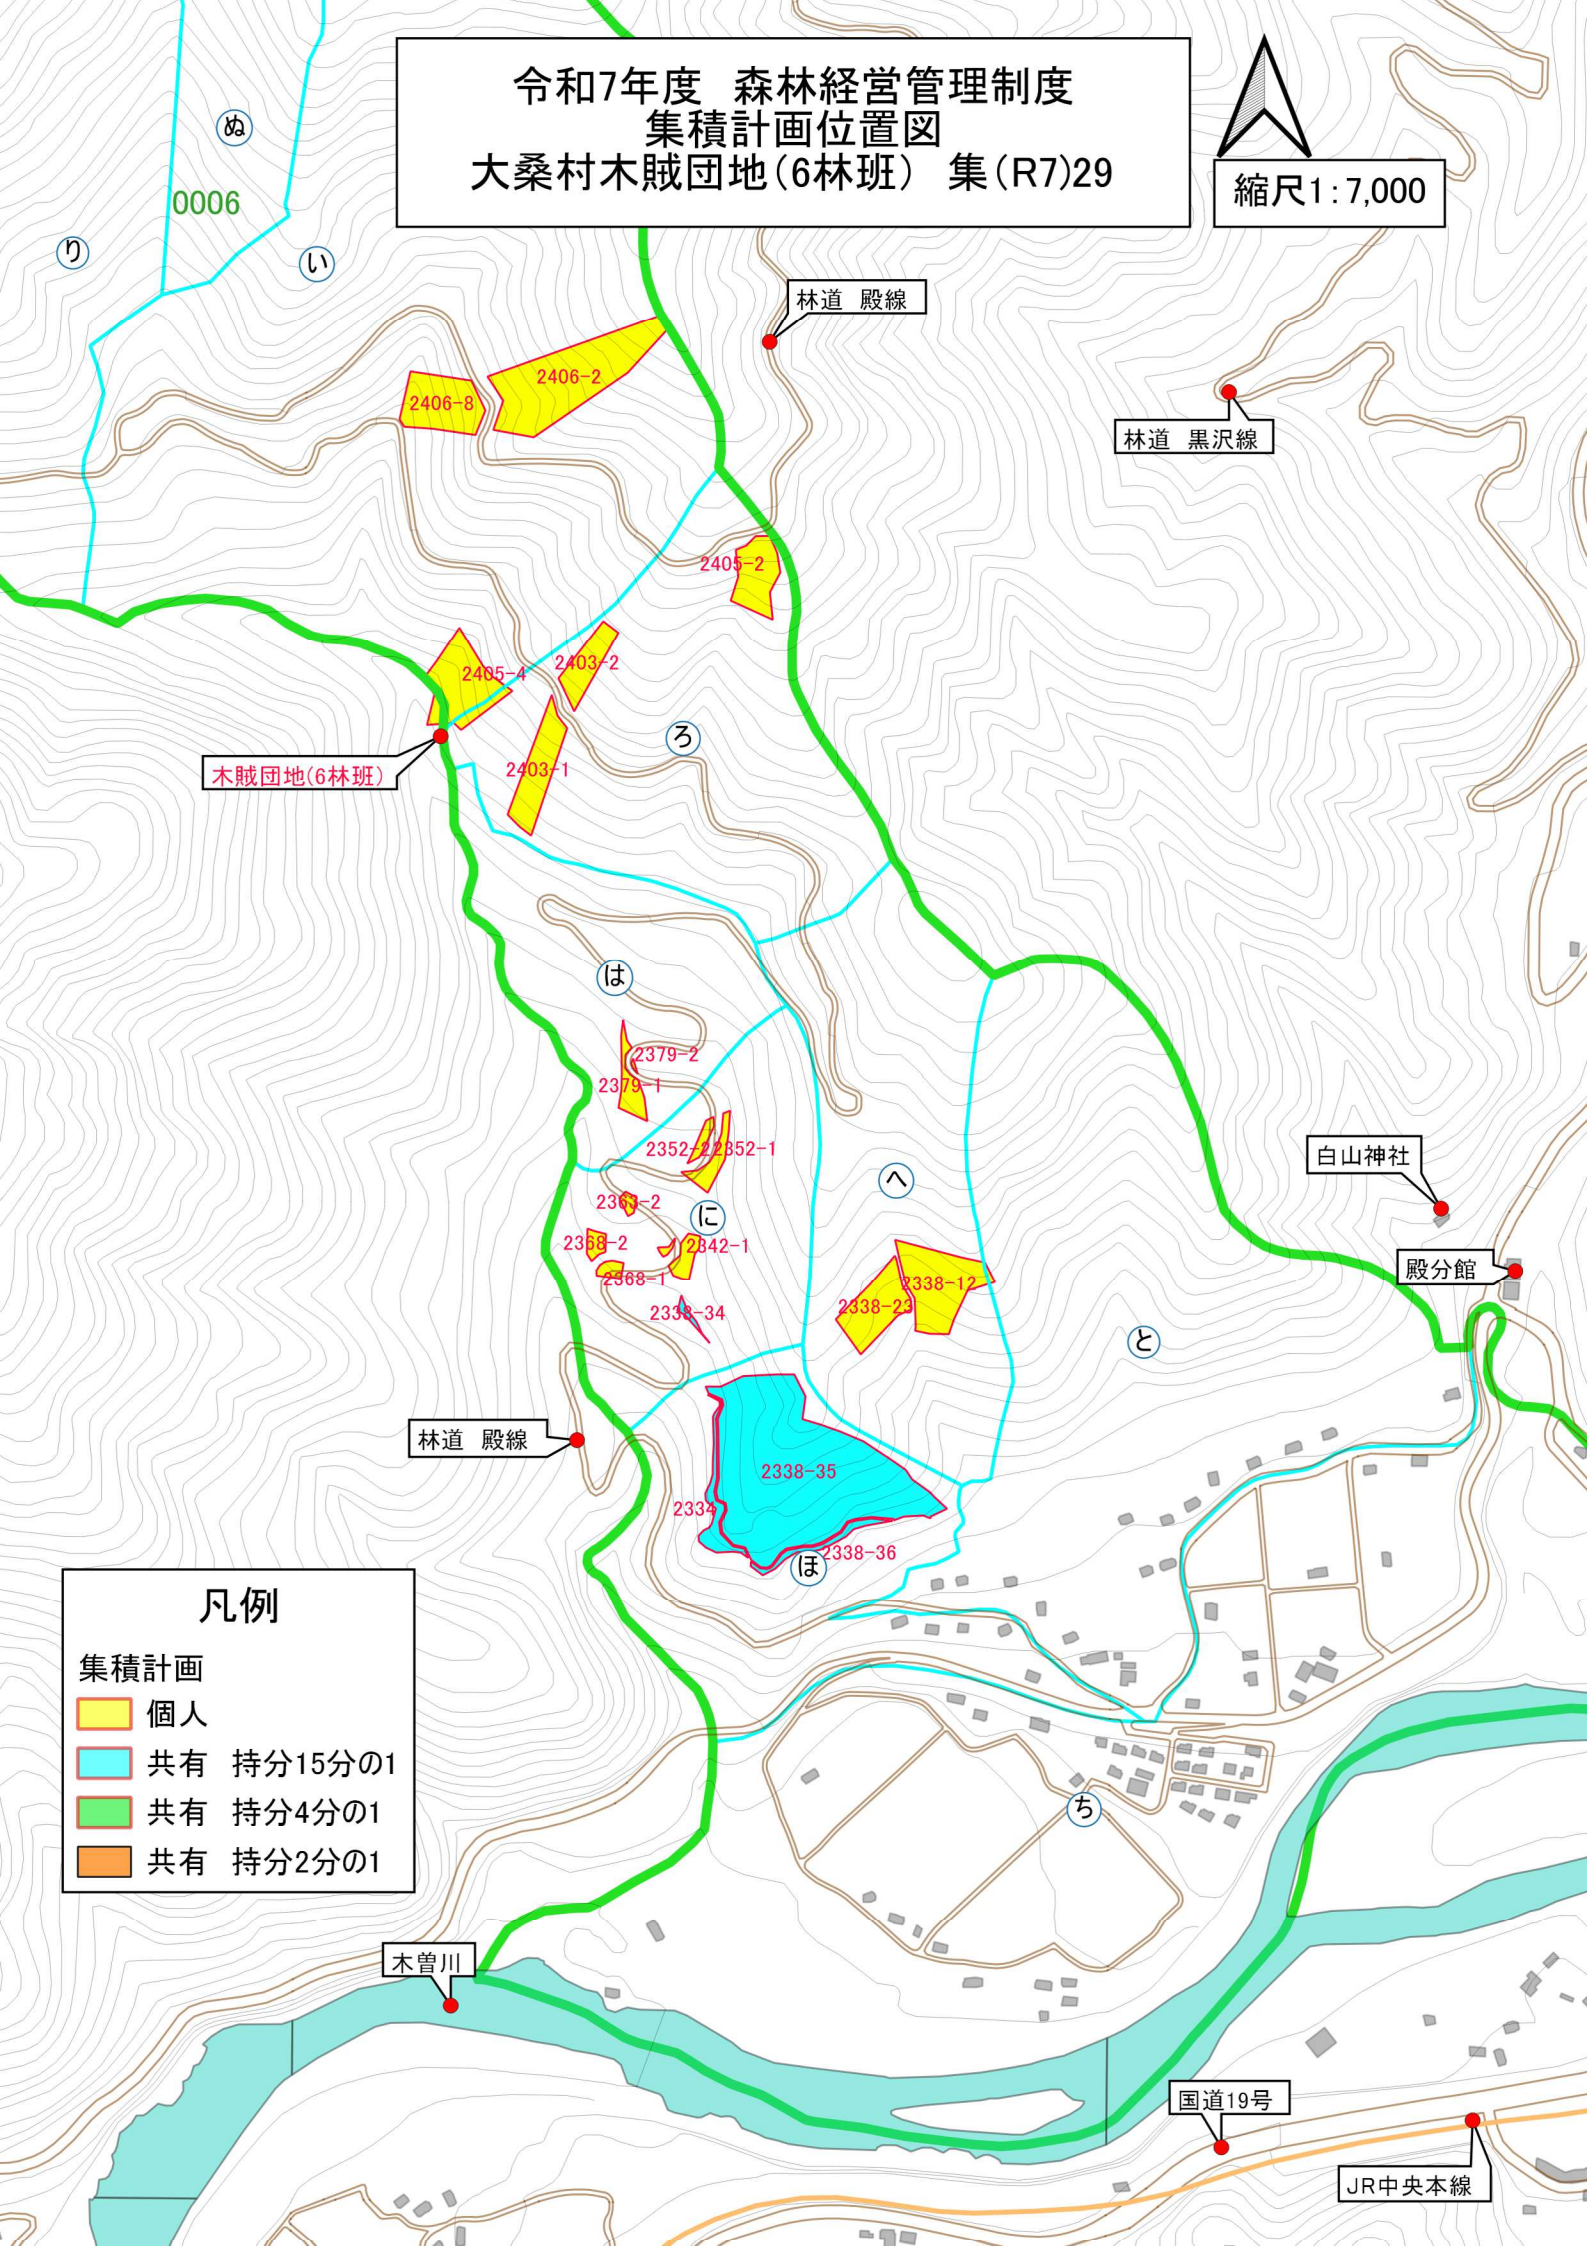 令和7年度　森林経営管理制度
集積計画位置図
大桑村木賊団地（6林班）　集（R7）29
縮尺1：7,000
ぬ
0006
り
い
林道　殿線
2406-2
2406-8
林道　黒沢線
2405-2
2403-2
2405-4
ろ
2403-1
木賊団地（6林班）
は
2379-2
2379-1
2352-2
2352-1
白山神社
へ
2363-2
に
2368-2
2342-1
殿分館
2368-1
2338-12
2338-23
2338-34
と
林道　殿線
2338-35
2334
2338-36
ほ
凡例
集積計画
個人
共有　持分15分の1
共有　持分4分の1
共有　持分2分の1
ち
木曽川
国道19号
JR中央本線